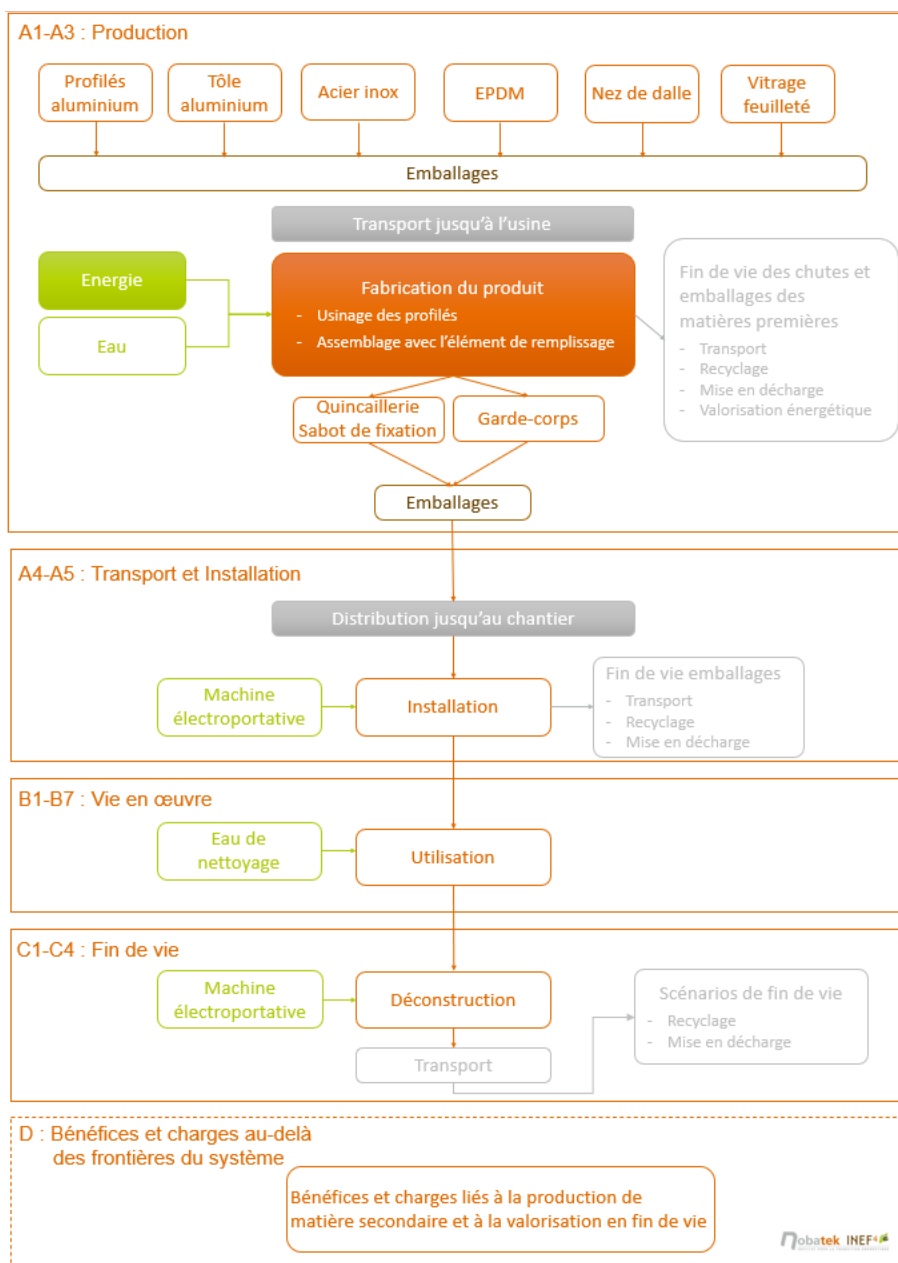 A1-A3 : Production
Profilés
aluminium
Tôle
aluminium
Acier inox
EPDM
Nez de dalle
Vitrage
feuilleté
Emballages
Transport jusqu'à l'usine
Energie
Eau
Fabrication du produit
- Usinage des profilés
- Assemblage avec l'élément de remplissage
Fin de vie des chutes et
emballages des
matières premières
- Transport
- Recyclage
- Mise en décharge
- Valorisation énergétique
Quincaillerie
Sabot de fixation
Garde-corps
Emballages
A4-A5 : Transport et Installation
Distribution jusqu'au chantier
Machine
électroportative
Installation
Fin de vie emballages
- Transport
- Recyclage
- Mise en décharge
B1-B7 : Vie en œuvre
Eau de
nettoyage
Utilisation
C1-C4 : Fin de vie
Machine
électroportative
Déconstruction
Transport
Scénarios de fin de vie
- Recyclage
- Mise en décharge
D : Bénéfices et charges au-delà
des frontières du système
Bénéfices et charges liés à la production de
matière secondaire et à la valorisation en fin de vie
nobatek INEF4